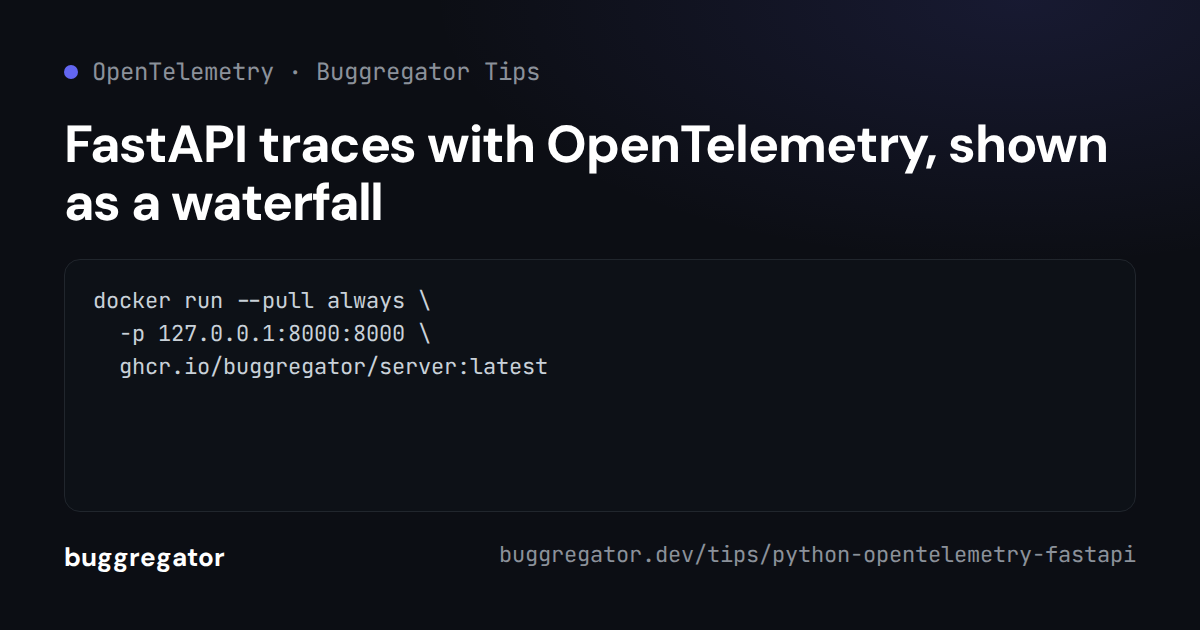 OpenTelemetry · Buggregator Tips
FastAPI traces with OpenTelemetry, shown
as a waterfall
docker run --pull always \
  -p 127.0.0.1:8000:8000 \
  ghcr.io/buggregator/server:latest
buggregator
buggregator.dev/tips/python-opentelemetry-fastapi